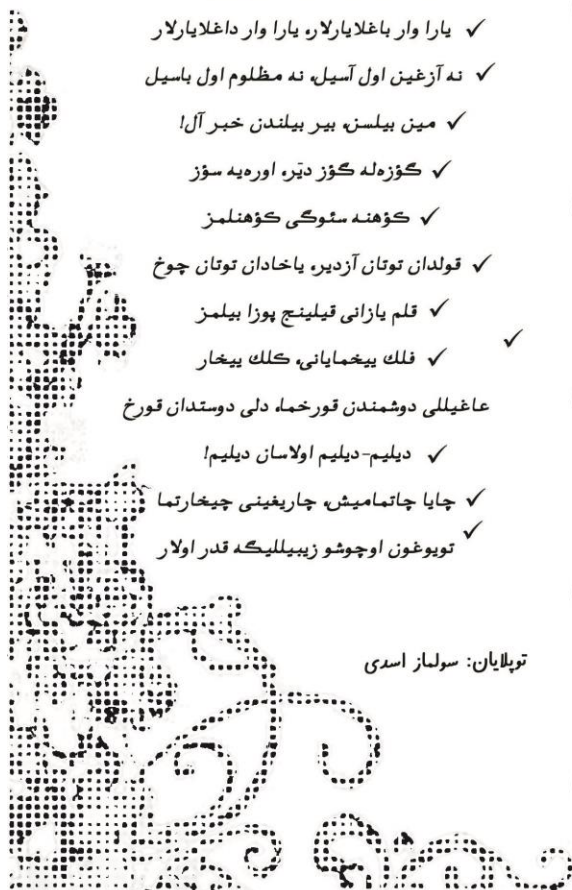 ✓ یارا وار باغلایارلار، یارا وار داغلایارلار
✓ نه آزغین اول آسیل، نه مظلوم اول باسیل
✓ مین بیلسن، بیر بیلندن خبر آل!
✓ گؤزه‌له گؤز دیَر، اوره‌یه سؤز
✓ کؤهنه سئوگی کؤهنلمز
✓ قولدان توتان آزدیر، یاخادان توتان چوخ
✓ قلم یازانی قیلینج پوزا بیلمز
✓ فلك ییخمایانی، کلك ییخار
✓ عاغیللی دوشمندن قورخما، دلی دوستدان قورخ
✓ دیلیم-دیلیم اولاسان دیلیم!
✓ چایا چاتمامیش، چاریغینی چیخارتما
✓ تویوغون اوچوشو زیبیللیگه قدر اولار
توپلایان: سولماز اسدی